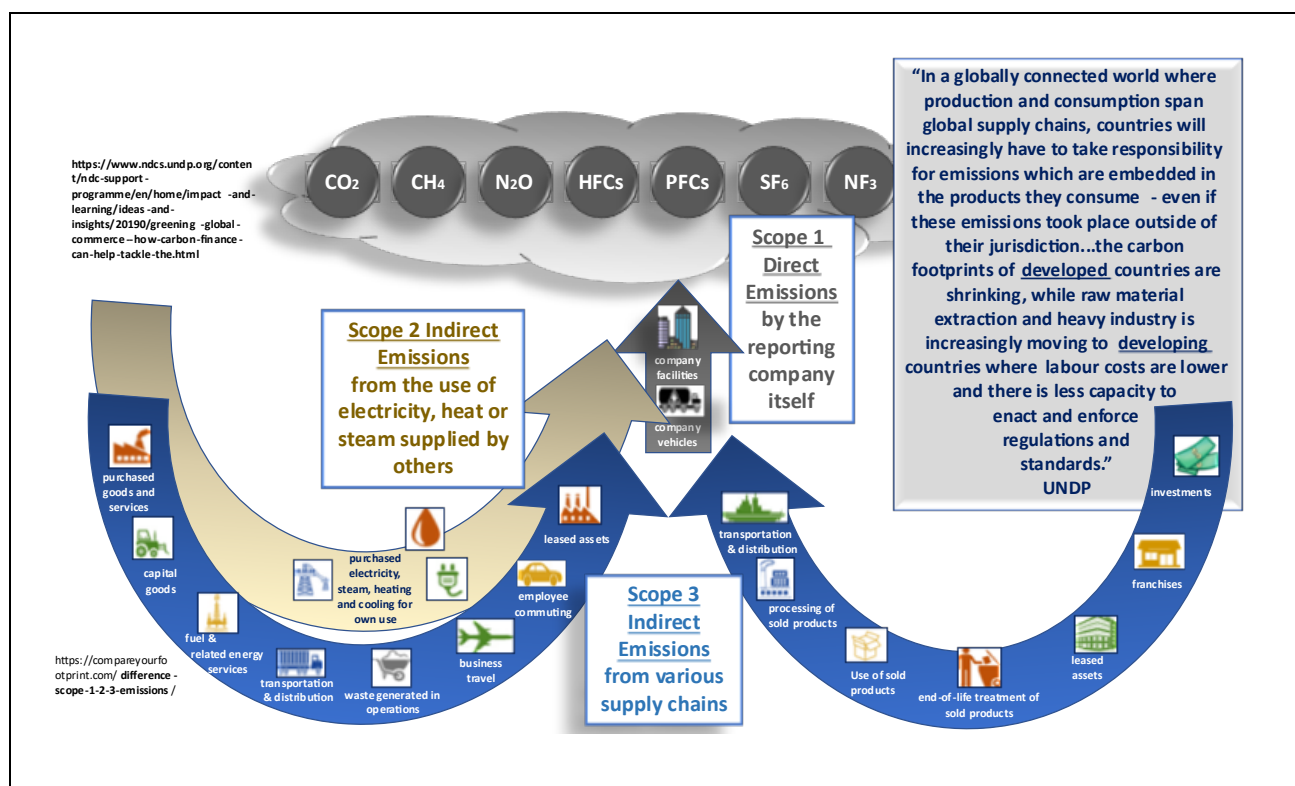 https://www.ndcs.undp.org/conten
t/ndc-support -
programme/en/home/impact -and-
learning/ideas -and-
insights/20190/greening -global -
commerce –how-carbon-finance -
can-help-tackle-the.html
CO2
CH4
N2O
HFCs
PFCs
SF6
NF3
“In a globally connected world where
production and consumption span
global supply chains, countries will
increasingly have to take responsibility
for emissions which are embedded in
the products they consume - even if
these emissions took place outside of
their jurisdiction...the carbon
footprints of developed countries are
shrinking, while raw material
extraction and heavy industry is
increasingly moving to developing
countries where labour costs are lower
and there is less capacity to
enact and enforce
regulations and
standards.”
UNDP
Scope 1
Direct
Emissions
by the
reporting
company
itself
company
facilities
company
vehicles
Scope 2 Indirect
Emissions
from the use of
electricity, heat or
steam supplied by
others
purchased
electricity,
steam, heating
and cooling for
own use
purchased
goods and
services
capital
goods
fuel &
related energy
services
transportation
& distribution
waste generated in
operations
business
travel
employee
commuting
leased assets
Scope 3
Indirect
Emissions
from various
supply chains
transportation
& distribution
processing of
sold products
Use of sold
products
end-of-life treatment of
sold products
leased
assets
franchises
investments
https://compareyourfo
otprint.com/ difference -
scope-1-2-3-emissions /